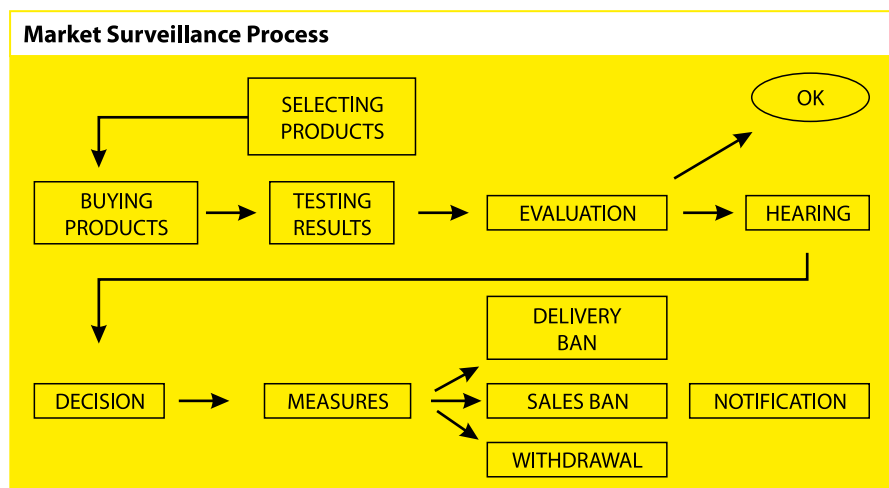 Market Surveillance Process
SELECTING
PRODUCTS
OK
BUYING
PRODUCTS
TESTING
RESULTS
EVALUATION
HEARING
DELIVERY
BAN
DECISION
MEASURES
SALES BAN
NOTIFICATION
WITHDRAWAL